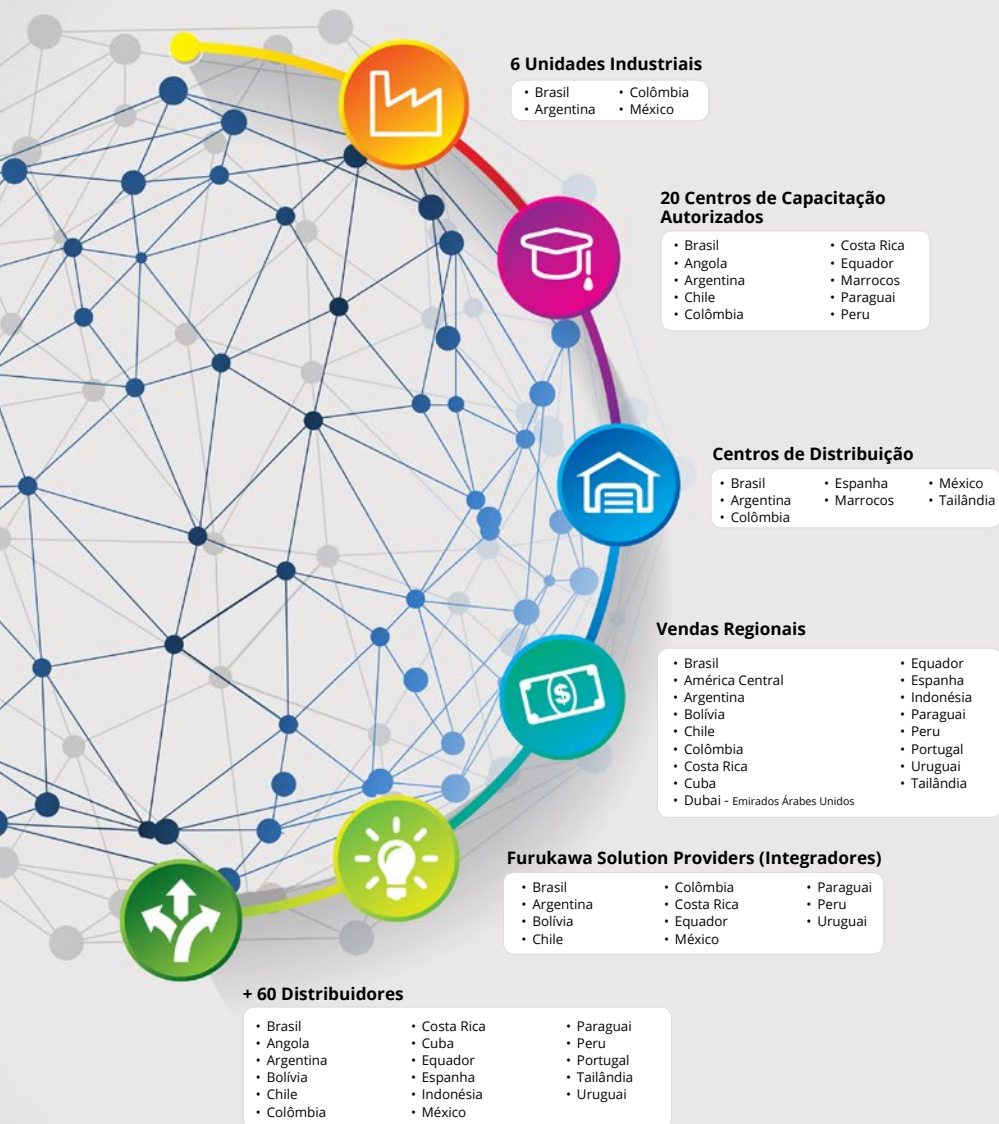 6 Unidades Industriais
• Brasil
• Argentina
• Colômbia
• México
20 Centros de Capacitação
Autorizados
• Brasil
• Angola
• Argentina
• Chile
• Colômbia
• Costa Rica
• Equador
• Marrocos
• Paraguai
• Peru
Centros de Distribuição
• Brasil
• Argentina
• Colômbia
• Espanha
• Marrocos
• México
• Tailândia
Vendas Regionais
• Brasil
• América Central
• Argentina
• Bolívia
• Chile
• Colômbia
• Costa Rica
• Cuba
• Dubai - Emirados Árabes Unidos
• Equador
• Espanha
• Indonésia
• Paraguai
• Peru
• Portugal
• Uruguai
• Tailândia
$
Furukawa Solution Providers (Integradores)
• Brasil
• Argentina
• Bolívia
• Chile
• Colômbia
• Costa Rica
• Equador
• México
• Paraguai
• Peru
• Uruguai
+ 60 Distribuidores
• Brasil
• Angola
• Argentina
• Bolívia
• Chile
• Colômbia
• Costa Rica
• Cuba
• Equador
• Espanha
• Indonésia
• México
• Paraguai
• Peru
• Portugal
• Tailândia
• Uruguai